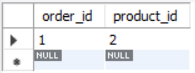 order_id product_id
1 2
NULL NULL